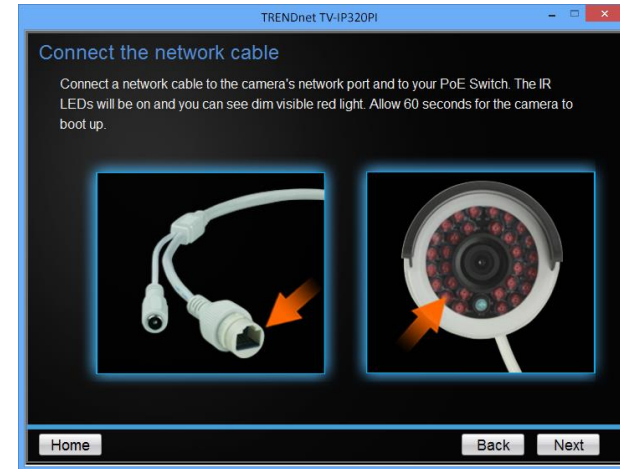 TRENDnet TV-IP320PI
Connect the network cable
Connect a network cable to the camera's network port and to your PoE Switch. The IR
LEDs will be on and you can see dim visible red light. Allow 60 seconds for the camera to
boot up.
Home Back Next